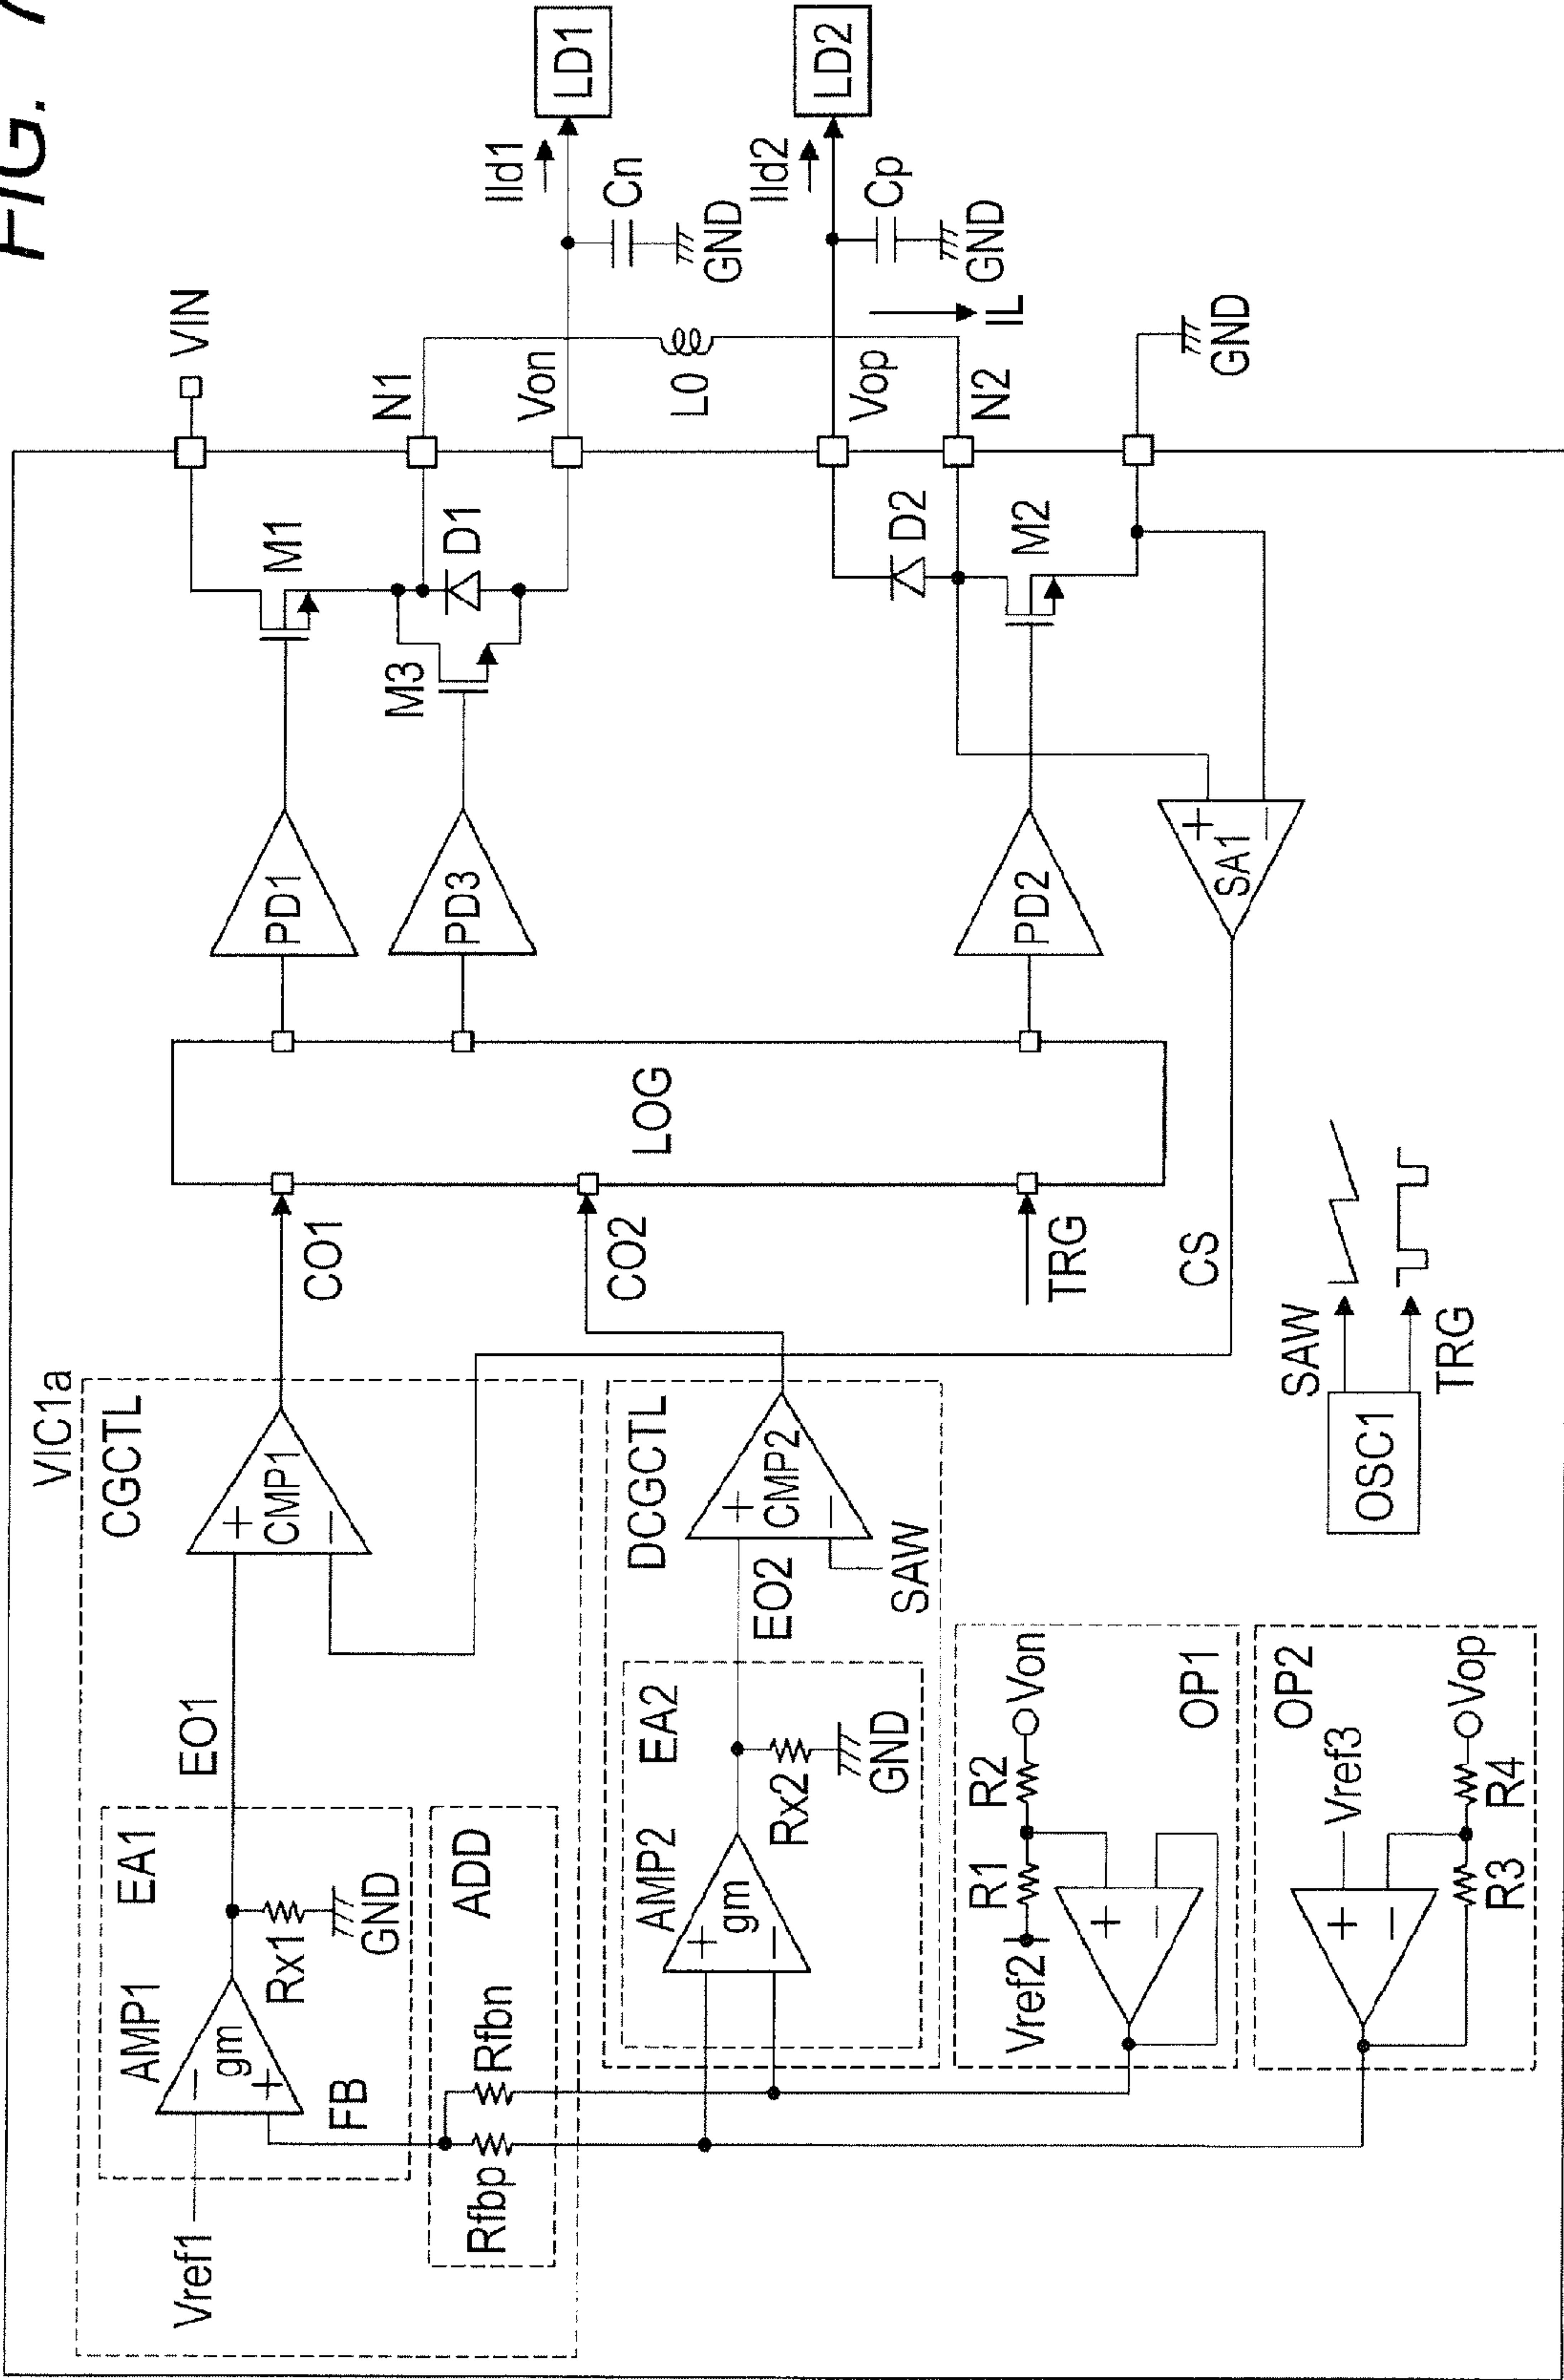 FIG. 7
VIC1a
CGCTL
EA1
AMP1
gm
−
+
Vref1
FB
Rx1
GND
EO1
CMP1
+
−
CO1
ADD
Rfbp
Rfbn
DCGCTL
EA2
AMP2
gm
+
−
Rx2
GND
EO2
CMP2
+
−
SAW
CO2
OP1
Vref2
R1
R2
Von
+
−
OP2
Vref3
+
−
R3
R4
Vop
OSC1
SAW
TRG
LOG
TRG
CS
PD1
PD3
PD2
SA1
+
−
M1
M3
D1
D2
M2
VIN
N1
Von
L0
Vop
N2
GND
IL
Ild1
Cn
GND
LD1
Ild2
Cp
GND
LD2